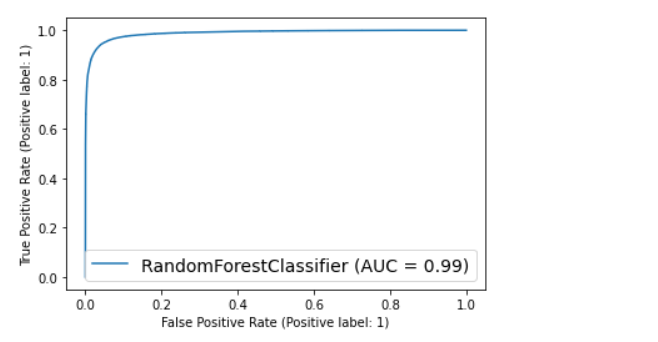 1.0
0.8
0.6
0.4
0.2
0.0
True Positive Rate (Positive label: 1)
RandomForestClassifier (AUC = 0.99)
0.0 0.2 0.4 0.6 0.8 1.0
False Positive Rate (Positive label: 1)